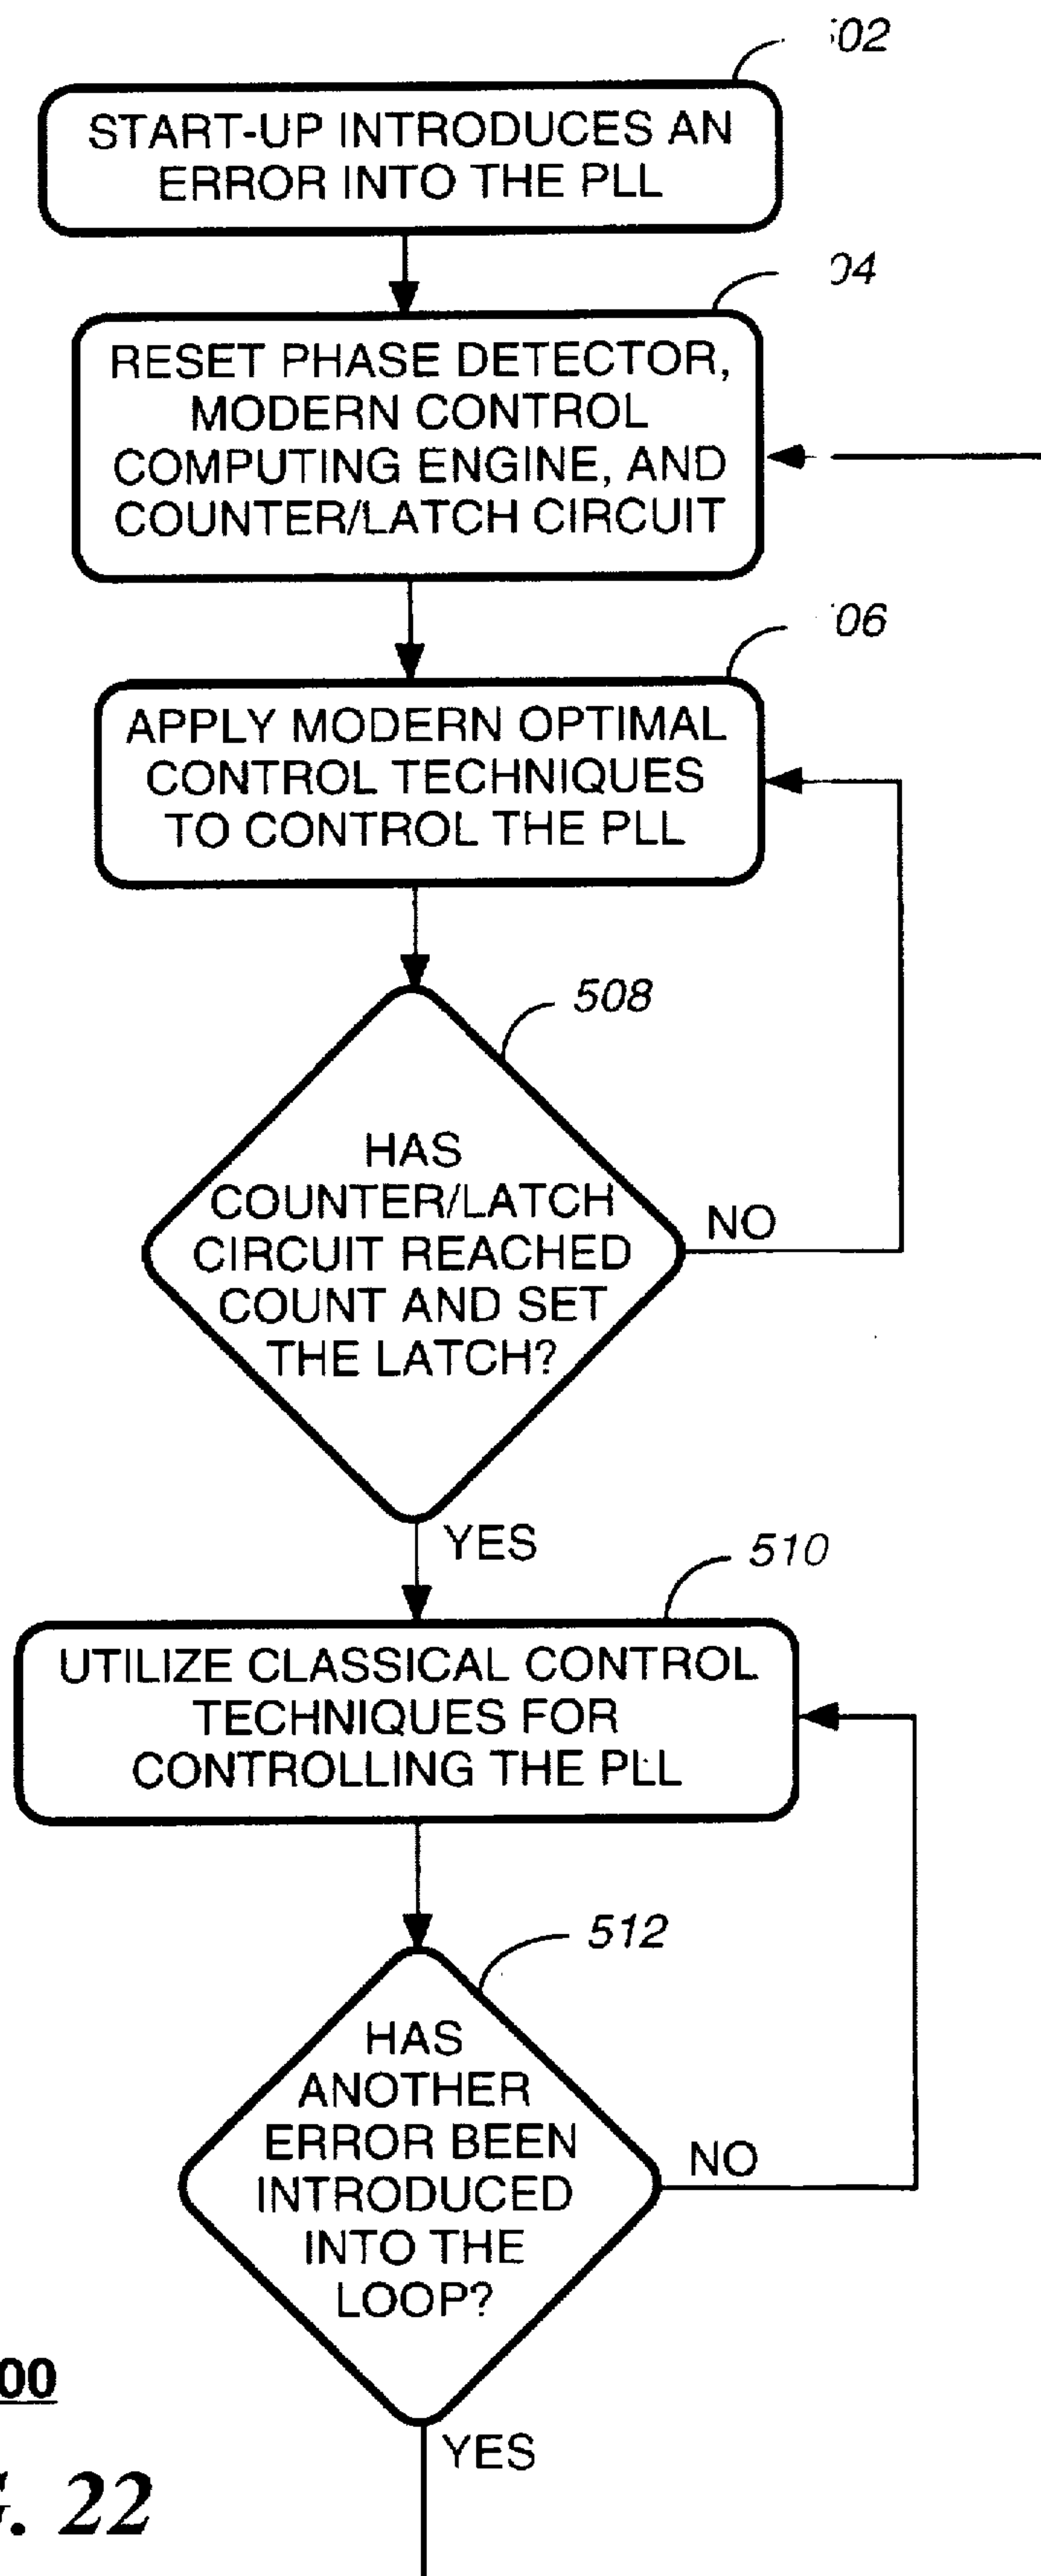 02
START-UP INTRODUCES AN
ERROR INTO THE PLL
04
RESET PHASE DETECTOR,
MODERN CONTROL
COMPUTING ENGINE, AND
COUNTER/LATCH CIRCUIT
06
APPLY MODERN OPTIMAL
CONTROL TECHNIQUES
TO CONTROL THE PLL
508
HAS
COUNTER/LATCH
CIRCUIT REACHED
COUNT AND SET
THE LATCH?
NO
YES
510
UTILIZE CLASSICAL CONTROL
TECHNIQUES FOR
CONTROLLING THE PLL
512
HAS
ANOTHER
ERROR BEEN
INTRODUCED
INTO THE
LOOP?
NO
YES
00
G. 22